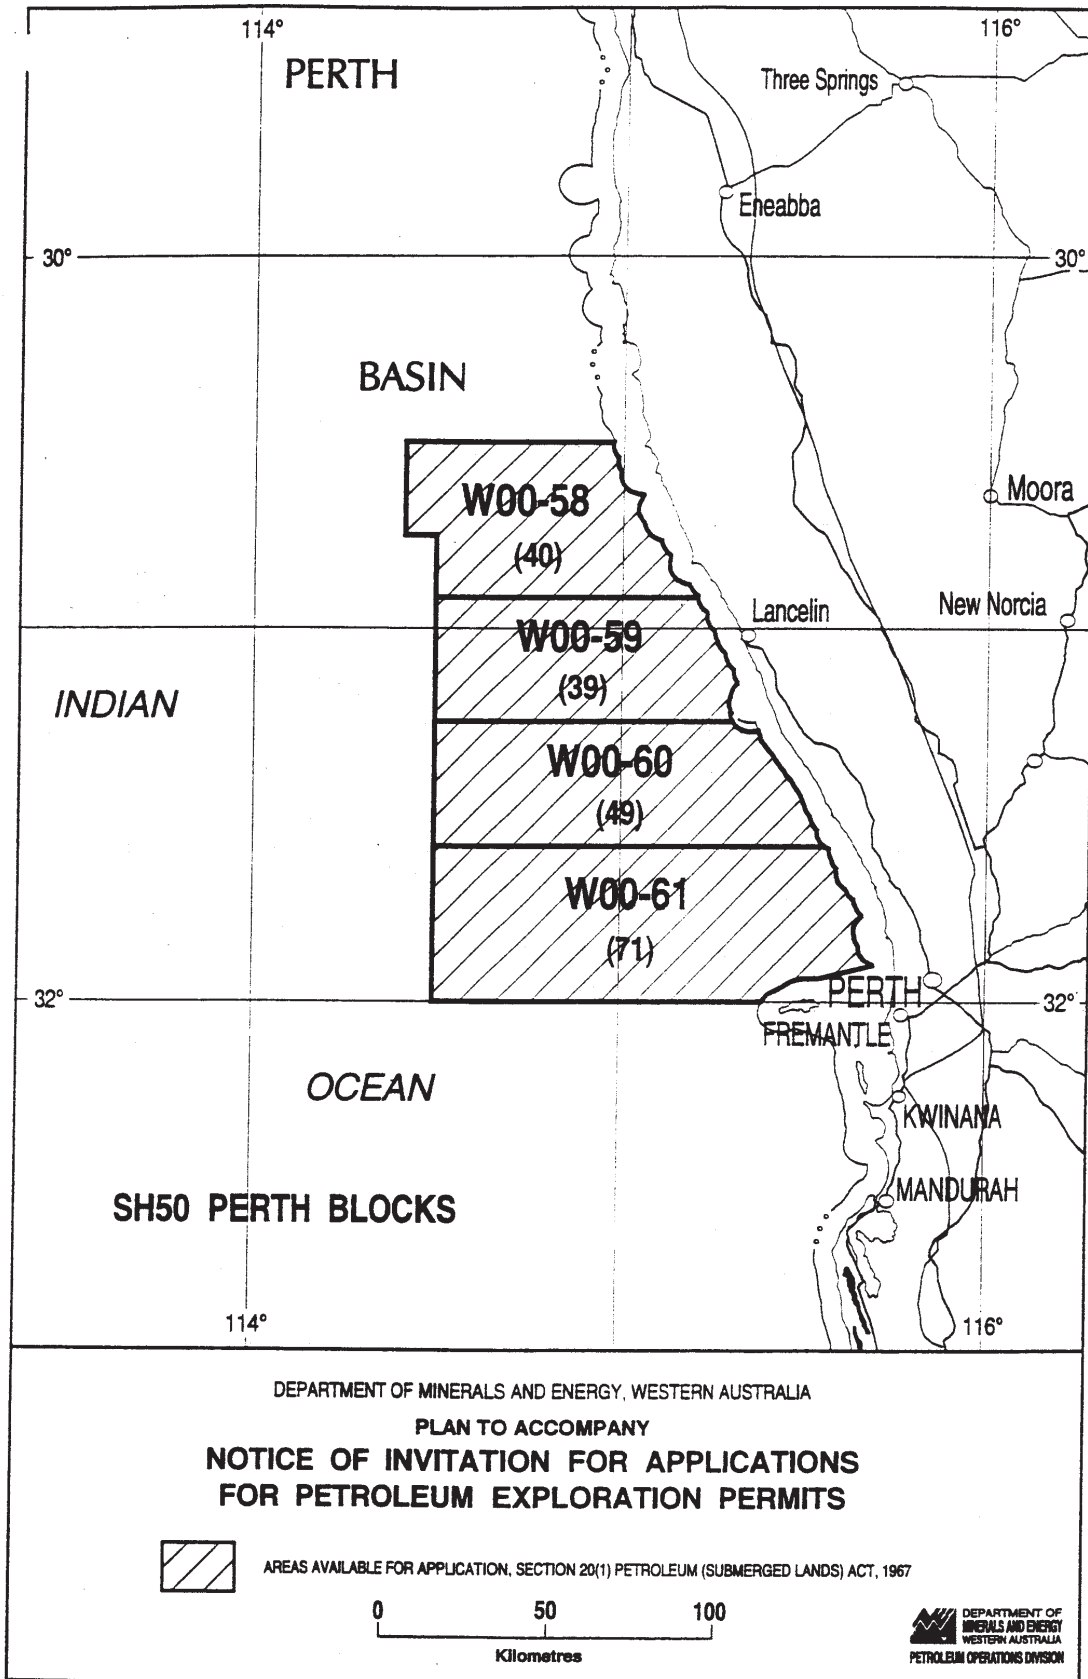 114°
116°
PERTH
Three Springs
Eneabba
30°
30°
BASIN
W00-58
(40)
Moora
W00-59
(39)
Lancelin
New Norcia
INDIAN
W00-60
(49)
W00-61
(71)
PERTH
32°
32°
FREMANTLE
OCEAN
KWINANA
MANDURAH
SH50 PERTH BLOCKS
114°
116°
DEPARTMENT OF MINERALS AND ENERGY, WESTERN AUSTRALIA
PLAN TO ACCOMPANY
NOTICE OF INVITATION FOR APPLICATIONS
FOR PETROLEUM EXPLORATION PERMITS
AREAS AVAILABLE FOR APPLICATION, SECTION 20(1) PETROLEUM (SUBMERGED LANDS) ACT, 1967
0 50 100
Kilometres
DEPARTMENT OF
MINERALS AND ENERGY
WESTERN AUSTRALIA
PETROLEUM OPERATIONS DIVISION